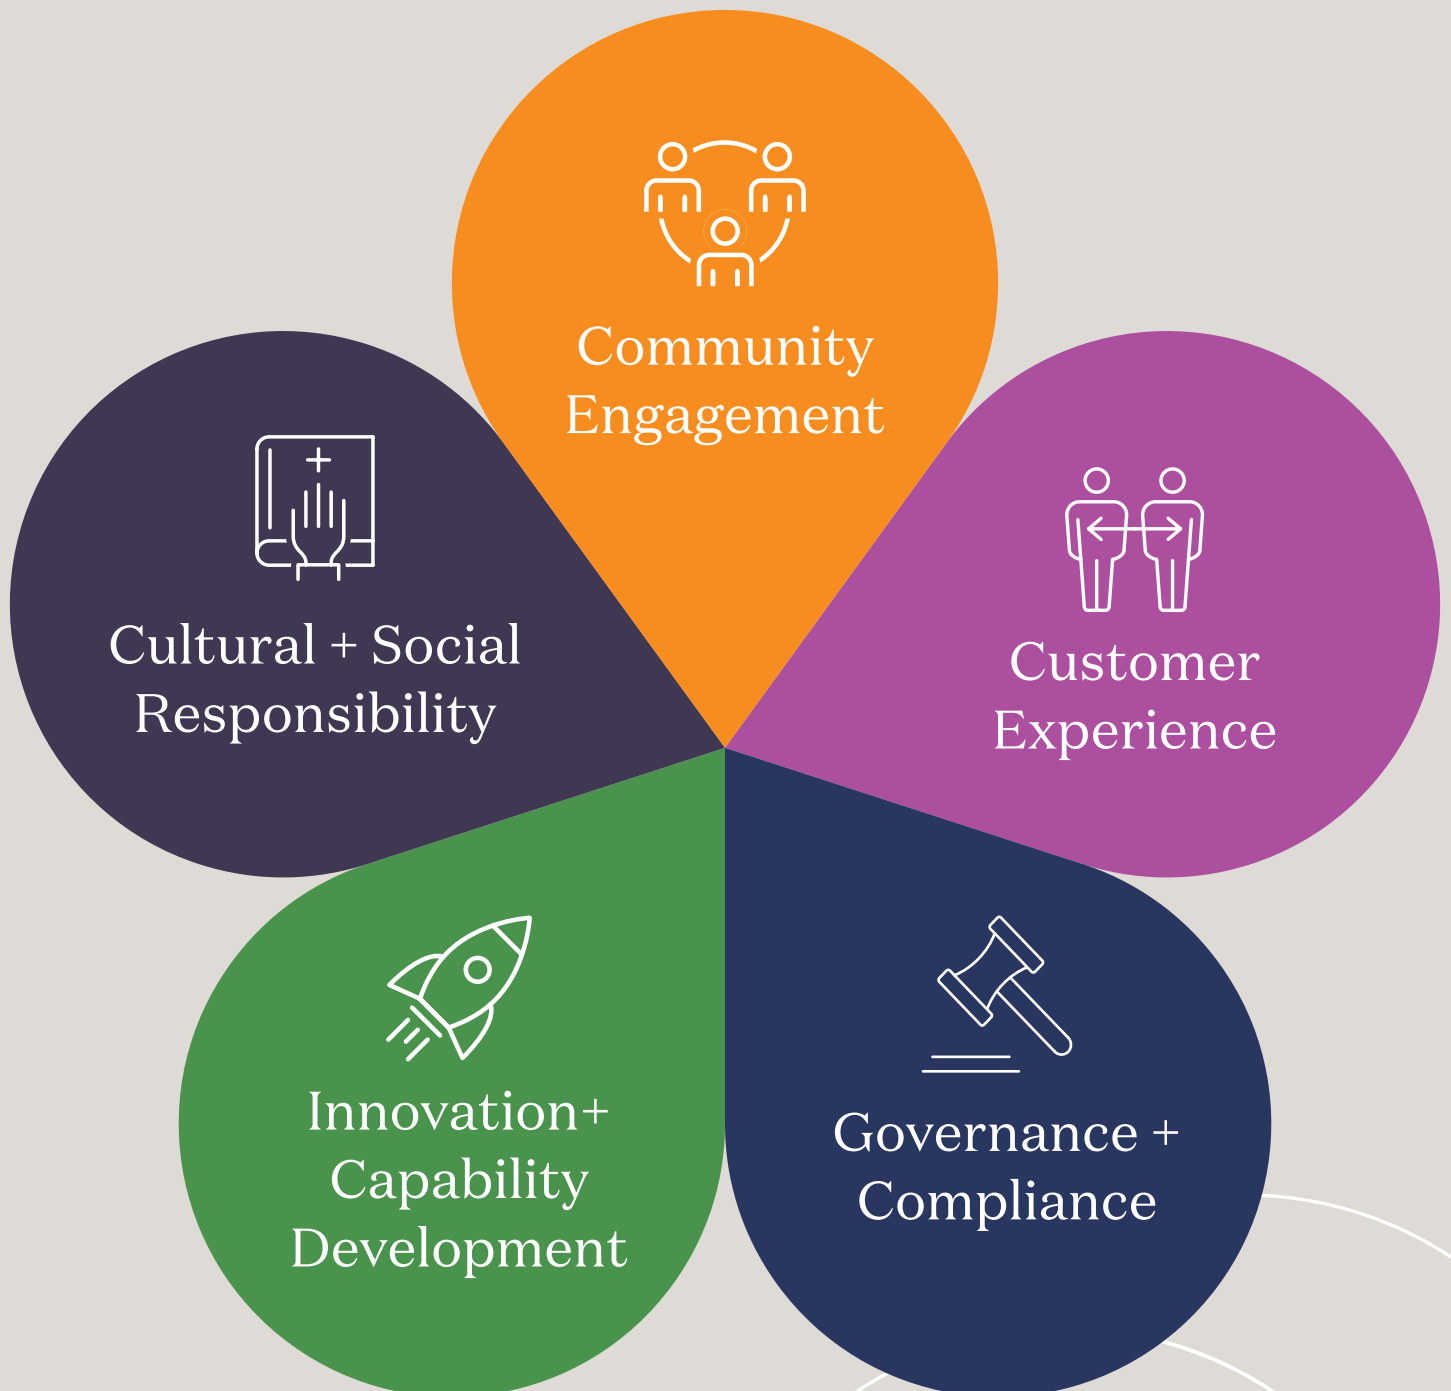 Community
Engagement
Customer
Experience
Governance +
Compliance
Innovation+
Capability
Development
Cultural + Social
Responsibility